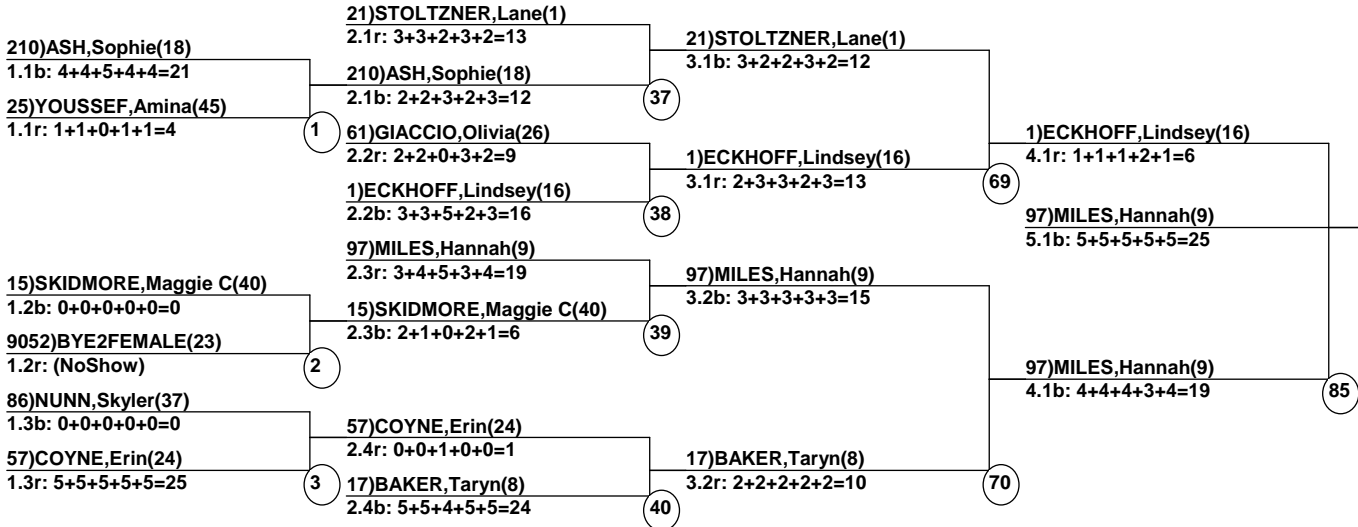 210)ASH,Sophie(18)
1.1b: 4+4+5+4+4=21
25)YOUSSEF,Amina(45)
1.1r: 1+1+0+1+1=4
1
15)SKIDMORE,Maggie C(40)
1.2b: 0+0+0+0+0=0
9052)BYE2FEMALE(23)
1.2r: (NoShow)
2
86)NUNN,Skyler(37)
1.3b: 0+0+0+0+0=0
57)COYNE,Erin(24)
1.3r: 5+5+5+5+5=25
3
21)STOLTZNER,Lane(1)
2.1r: 3+3+2+3+2=13
210)ASH,Sophie(18)
2.1b: 2+2+3+2+3=12
37
61)GIACCIO,Olivia(26)
2.2r: 2+2+0+3+2=9
1)ECKHOFF,Lindsey(16)
2.2b: 3+3+5+2+3=16
38
97)MILES,Hannah(9)
2.3r: 3+4+5+3+4=19
15)SKIDMORE,Maggie C(40)
2.3b: 2+1+0+2+1=6
39
57)COYNE,Erin(24)
2.4r: 0+0+1+0+0=1
17)BAKER,Taryn(8)
2.4b: 5+5+4+5+5=24
40
21)STOLTZNER,Lane(1)
3.1b: 3+2+2+3+2=12
1)ECKHOFF,Lindsey(16)
3.1r: 2+3+3+2+3=13
69
97)MILES,Hannah(9)
3.2b: 3+3+3+3+3=15
17)BAKER,Taryn(8)
3.2r: 2+2+2+2+2=10
70
1)ECKHOFF,Lindsey(16)
4.1r: 1+1+1+2+1=6
97)MILES,Hannah(9)
5.1b: 5+5+5+5+5=25
97)MILES,Hannah(9)
4.1b: 4+4+4+3+4=19
85